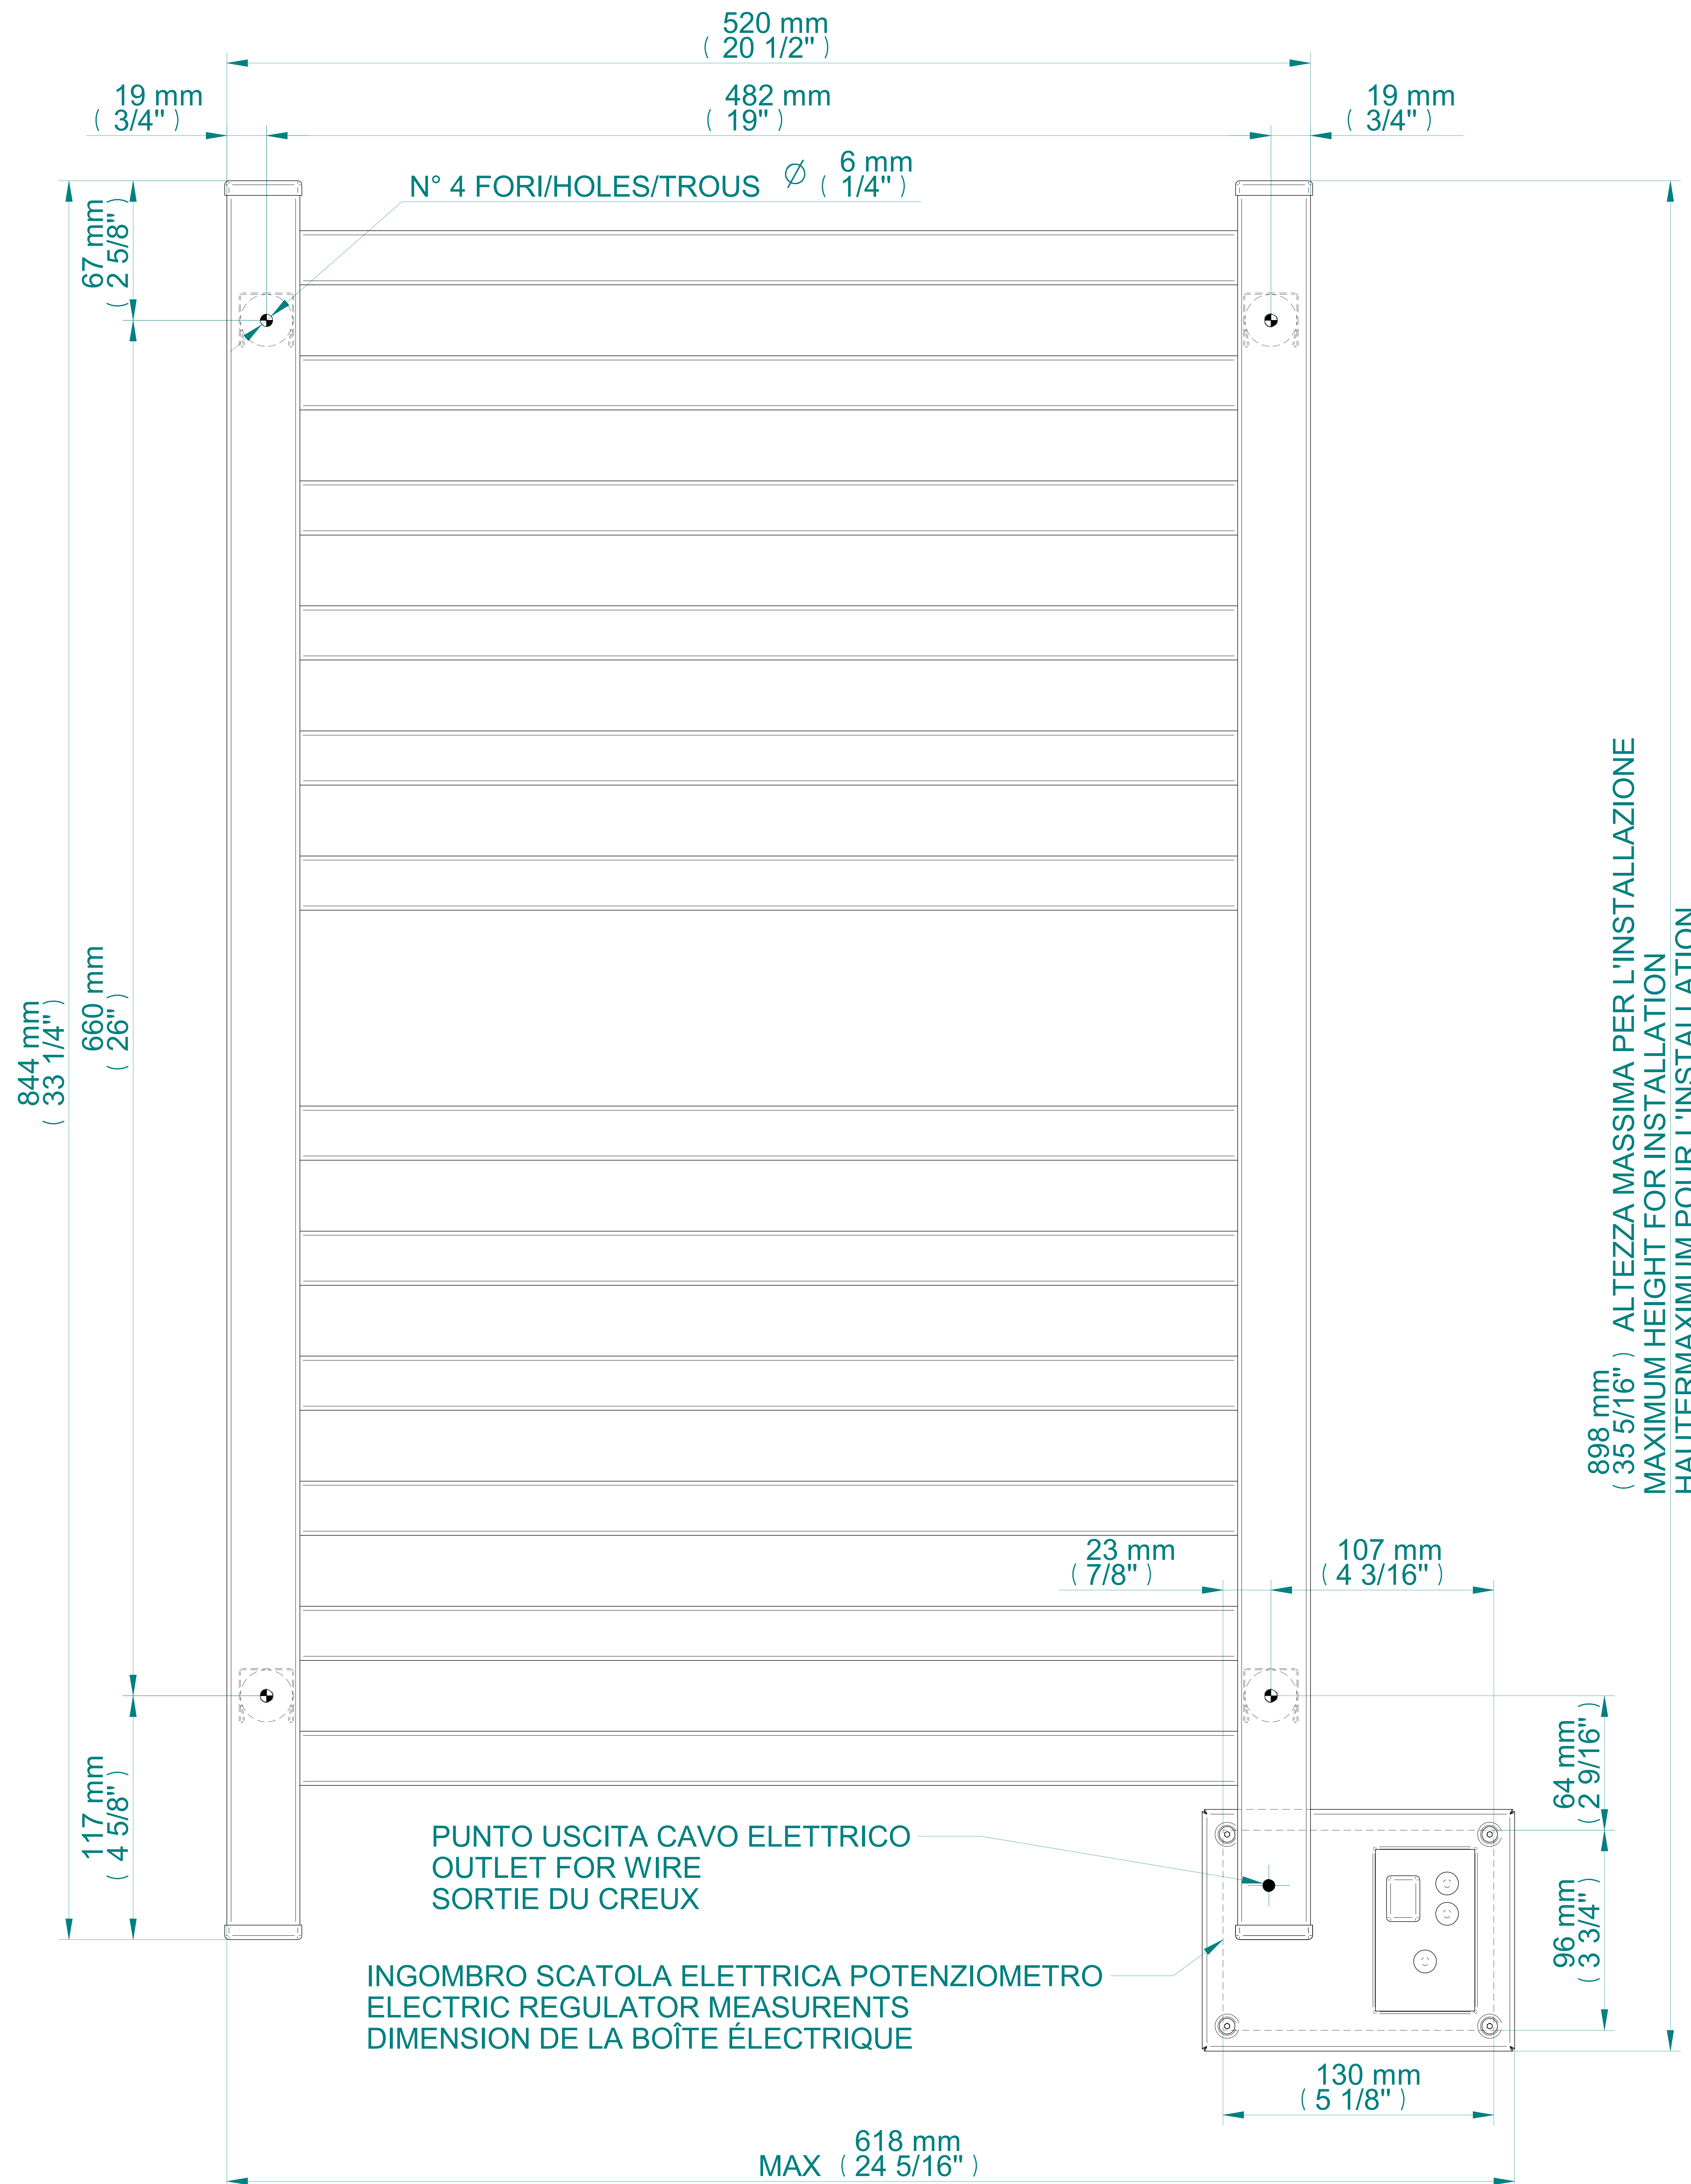 520 mm
( 20 1/2" )
19 mm
( 3/4" )
482 mm
( 19" )
19 mm
( 3/4" )
N° 4 FORI/HOLES/TROUS Ø
6 mm
( 1/4" )
67 mm
( 2 5/8" )
844 mm
( 33 1/4" )
660 mm
( 26" )
117 mm
( 4 5/8" )
898 mm
( 35 5/16" ) ALTEZZA MASSIMA PER L'INSTALLAZIONE
MAXIMUM HEIGHT FOR INSTALLATION
HAUTERMAXIMUM POUR L'INSTALLATION
23 mm
( 7/8" )
107 mm
( 4 3/16" )
64 mm
( 2 9/16" )
96 mm
( 3 3/4" )
PUNTO USCITA CAVO ELETTRICO
OUTLET FOR WIRE
SORTIE DU CREUX
INGOMBRO SCATOLA ELETTRICA POTENZIOMETRO
ELECTRIC REGULATOR MEASURENTS
DIMENSION DE LA BOÎTE ÉLECTRIQUE
130 mm
( 5 1/8" )
618 mm
MAX ( 24 5/16" )